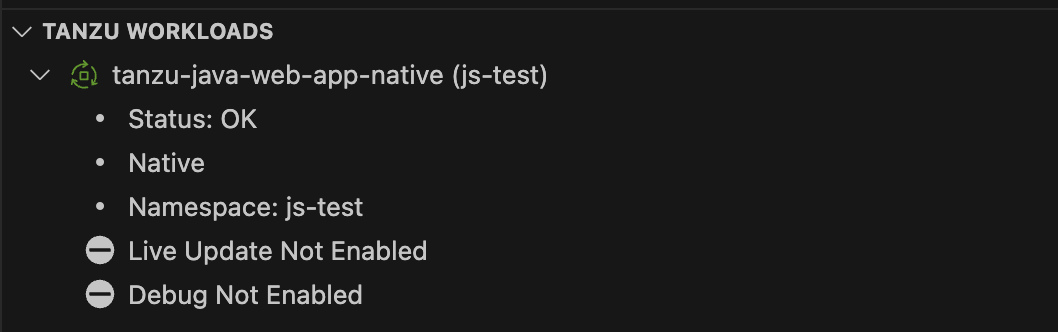 TANZU WORKLOADS
tanzu-java-web-app-native (js-test)
• Status: OK
• Native
• Namespace: js-test
Live Update Not Enabled
Debug Not Enabled